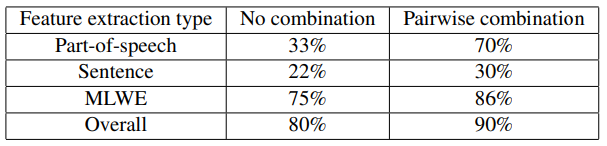 Feature extraction type No combination Pairwise combination
Part-of-speech 33% 70%
Sentence 22% 30%
MLWE 75% 86%
Overall 80% 90%